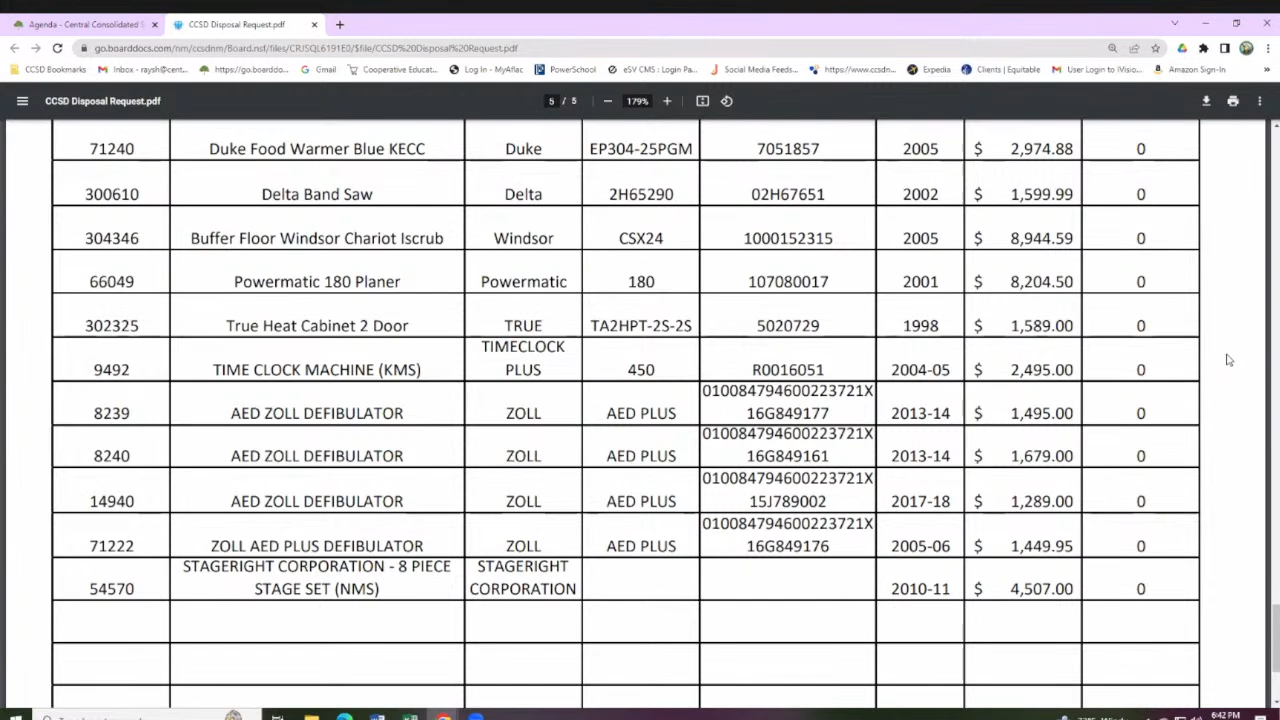 Agenda - Central Consolidated S
CCSD Disposal Request.pdf
go.boarddocs.com/nm/ccsdnm/Board.nsf/files/CRJSQL6191E0/$file/CCSD%20Disposal%20Request.pdf
CCSD Bookmarks Inbox - raysh@cent... https://go.boarddo... Gmail Cooperative Educat... Log In - MyAflac PowerSchool eSV CMS : Login Pa... Social Media Feeds... https://www.ccsdn... Expedia Clients | Equitable User Login to iVisio... Amazon Sign-In »
CCSD Disposal Request.pdf 5 / 5 − 179% +
71240 Duke Food Warmer Blue KECC Duke EP304-25PGM 7051857 2005 $ 2,974.88 0
300610 Delta Band Saw Delta 2H65290 02H67651 2002 $ 1,599.99 0
304346 Buffer Floor Windsor Chariot Iscrub Windsor CSX24 1000152315 2005 $ 8,944.59 0
66049 Powermatic 180 Planer Powermatic 180 107080017 2001 $ 8,204.50 0
302325 True Heat Cabinet 2 Door TRUE TA2HPT-2S-2S 5020729 1998 $ 1,589.00 0
TIMECLOCK
9492 TIME CLOCK MACHINE (KMS) PLUS 450 R0016051 2004-05 $ 2,495.00 0
010084794600223721X
8239 AED ZOLL DEFIBULATOR ZOLL AED PLUS 16G849177 2013-14 $ 1,495.00 0
010084794600223721X
8240 AED ZOLL DEFIBULATOR ZOLL AED PLUS 16G849161 2013-14 $ 1,679.00 0
010084794600223721X
14940 AED ZOLL DEFIBULATOR ZOLL AED PLUS 15J789002 2017-18 $ 1,289.00 0
010084794600223721X
71222 ZOLL AED PLUS DEFIBULATOR ZOLL AED PLUS 16G849176 2005-06 $ 1,449.95 0
STAGERIGHT CORPORATION - 8 PIECE STAGERIGHT
54570 STAGE SET (NMS) CORPORATION 2010-11 $ 4,507.00 0
6:42 PM